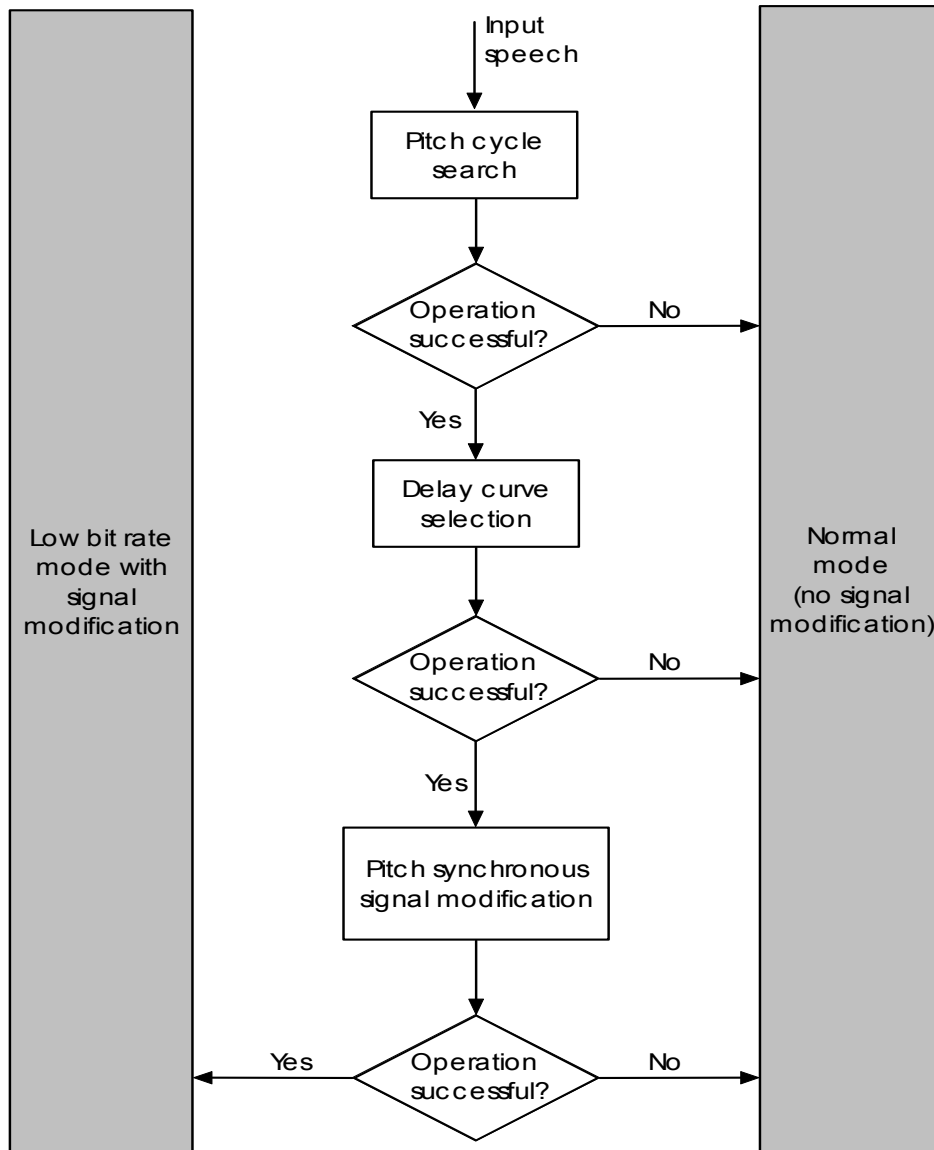 Input
speech
Pitch cycle
search
Operation
successful?
No
Yes
Delay curve
selection
Low bit rate
mode with
signal
modification
Normal
mode
(no signal
modification)
Operation
successful?
No
Yes
Pitch synchronous
signal modification
Yes
Operation
successful?
No